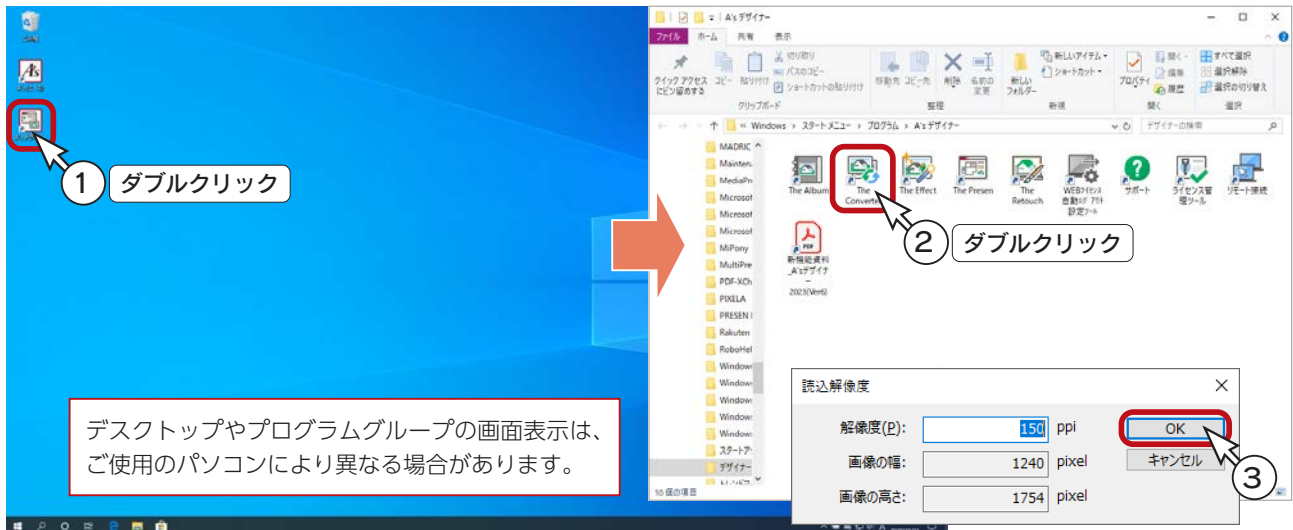 A's デザイナー
ファイル ホーム 共有 表示
クイック アクセス
にピン留めする
コピー 貼り付け
切り取り
パスのコピー
ショートカットの貼り付け
移動先 コピー先 削除 名前の
変更
新しい
フォルダー
新しいアイテム
ショートカット
プロパティ
開く
編集
履歴
すべて選択
選択解除
選択の切り替え
クリップボード 整理 新規 開く 選択
« Windows › スタート メニュー › プログラム › A's デザイナー
デザイナーの検索
MADRIC
Mainten
MediaPn
Microsof
Microsof
Microsof
MiPony
MultiPre
PDF-XCh
PIXELA
PRESEN
Rakuten
RoboHel
Window
Window
Window
Window
Window
スタートア
デザイナー
The Album
The
Converter
The Effect
The Presen
The
Retouch
WEBライセンス
自動ログアウト
設定ツール
サポート
ライセンス管
理ツール
リモート接続
PDF
新機能資料
_A'sデザイナ
ー
2023(Ver6)
10 個の項目
1 ダブルクリック
2 ダブルクリック
デスクトップやプログラムグループの画面表示は、
ご使用のパソコンにより異なる場合があります。
読込解像度
解像度(P): 150 ppi
OK
画像の幅: 1240 pixel
キャンセル
画像の高さ: 1754 pixel
3